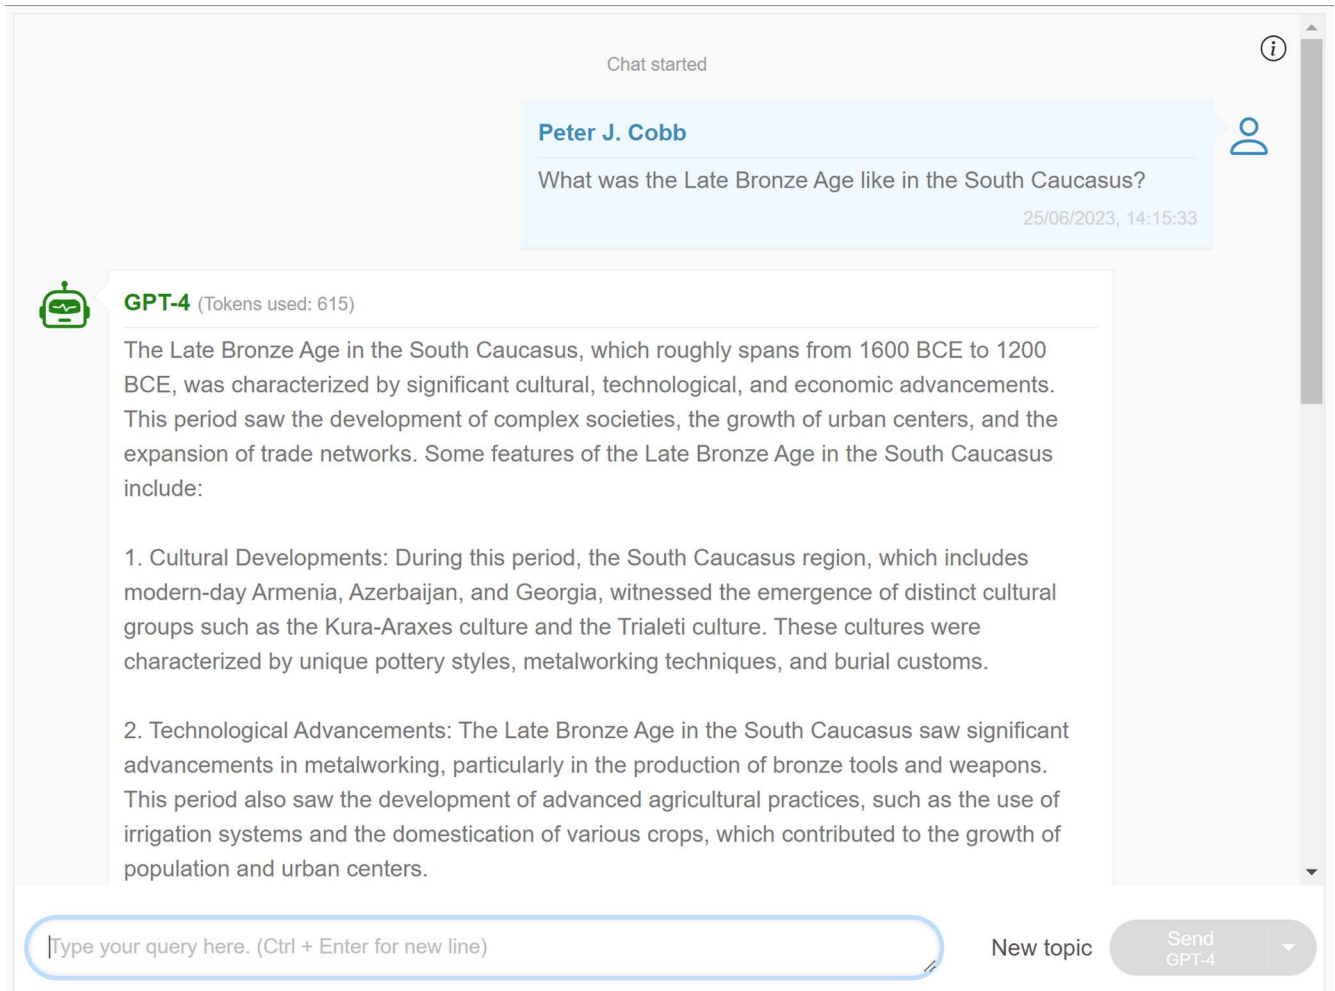 Chat started
Peter J. Cobb
What was the Late Bronze Age like in the South Caucasus?
25/06/2023, 14:15:33
GPT-4 (Tokens used: 615)
The Late Bronze Age in the South Caucasus, which roughly spans from 1600 BCE to 1200
BCE, was characterized by significant cultural, technological, and economic advancements.
This period saw the development of complex societies, the growth of urban centers, and the
expansion of trade networks. Some features of the Late Bronze Age in the South Caucasus
include:
1. Cultural Developments: During this period, the South Caucasus region, which includes
modern-day Armenia, Azerbaijan, and Georgia, witnessed the emergence of distinct cultural
groups such as the Kura-Araxes culture and the Trialeti culture. These cultures were
characterized by unique pottery styles, metalworking techniques, and burial customs.
2. Technological Advancements: The Late Bronze Age in the South Caucasus saw significant
advancements in metalworking, particularly in the production of bronze tools and weapons.
This period also saw the development of advanced agricultural practices, such as the use of
irrigation systems and the domestication of various crops, which contributed to the growth of
population and urban centers.
Type your query here. (Ctrl + Enter for new line)
New topic
Send
GPT-4